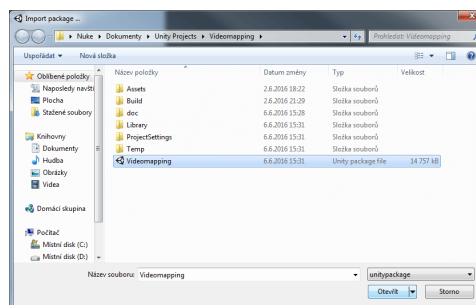 Import package ...
Nuke ▸ Dokumenty ▸ Unity Projects ▸ Videomapping ▸
Prohledat: Videomapping
Uspořádat
Nová složka
Název položky
Datum změny
Typ
Velikost
Oblíbené položky
Naposledy navští
Plocha
Stažené soubory
Knihovny
Dokumenty
Hudba
Obrázky
Videa
Domácí skupina
Počítač
Místní disk (C:)
Místní disk (D:)
Assets 2.6.2016 18:22 Složka souborů
Build 2.6.2016 21:29 Složka souborů
doc 6.6.2016 15:28 Složka souborů
Library 6.6.2016 15:31 Složka souborů
ProjectSettings 6.6.2016 15:31 Složka souborů
Temp 6.6.2016 15:31 Složka souborů
Videomapping 6.6.2016 15:31 Unity package file 14 757 kB
Název souboru: Videomapping
unitypackage
Otevřít
Storno